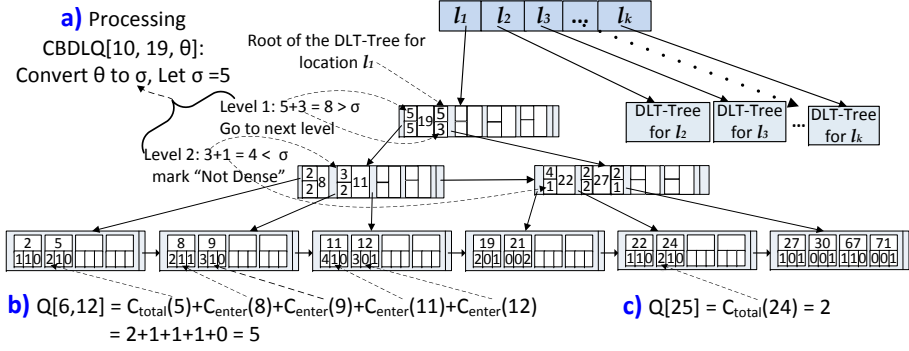 a) Processing
CBDLQ[10, 19, θ]:
Convert θ to σ, Let σ =5
l1 l2 l3 ... lk
Root of the DLT-Tree for
location l1
Level 1: 5+3 = 8 > σ
Go to next level
Level 2: 3+1 = 4 < σ
mark “Not Dense”
5 5 19 5 3
DLT-Tree
for l2
DLT-Tree
for l3
...
DLT-Tree
for lk
2 2 8 3 2 11
4 1 22 2 2 27 2 1
2 5
1 1 0 2 1 0
8 9
2 1 1 3 1 0
11 12
4 1 0 3 0 1
19 21
2 0 1 0 0 2
22 24
1 1 0 2 1 0
27 30 67 71
1 0 1 0 0 1 1 1 0 0 0 1
b) Q[6,12] = Ctotal(5)+Center(8)+Center(9)+Center(11)+Center(12)
= 2+1+1+1+0 = 5
c) Q[25] = Ctotal(24) = 2